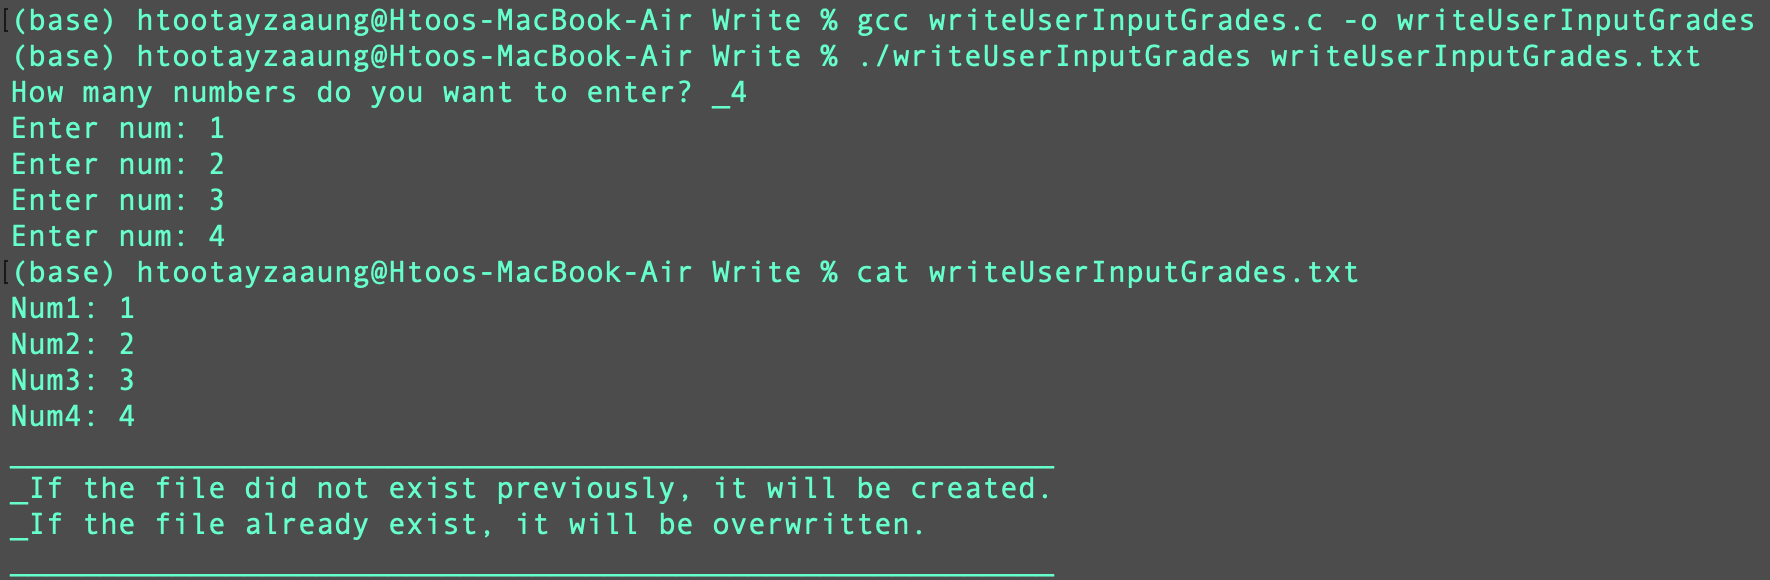 [(base) htootayzaaung@Htoos-MacBook-Air Write % gcc writeUserInputGrades.c -o writeUserInputGrades
(base) htootayzaaung@Htoos-MacBook-Air Write % ./writeUserInputGrades writeUserInputGrades.txt
How many numbers do you want to enter? _4
Enter num: 1
Enter num: 2
Enter num: 3
Enter num: 4
[(base) htootayzaaung@Htoos-MacBook-Air Write % cat writeUserInputGrades.txt
Num1: 1
Num2: 2
Num3: 3
Num4: 4
__________________________________________________________
_If the file did not exist previously, it will be created.
_If the file already exist, it will be overwritten.
__________________________________________________________